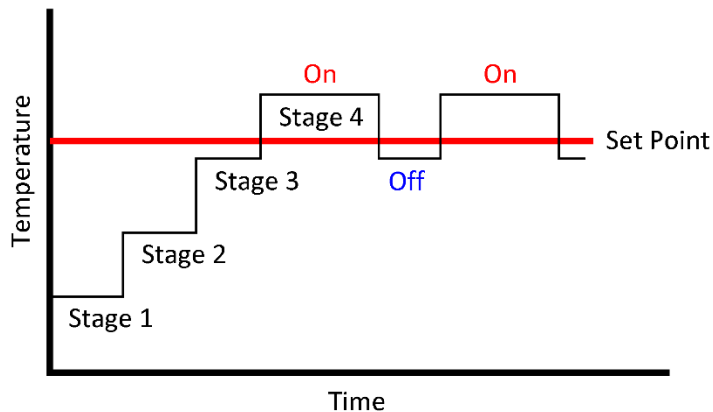 On
On
Stage 4
Set Point
Stage 3
Off
Stage 2
Stage 1
Temperature
Time